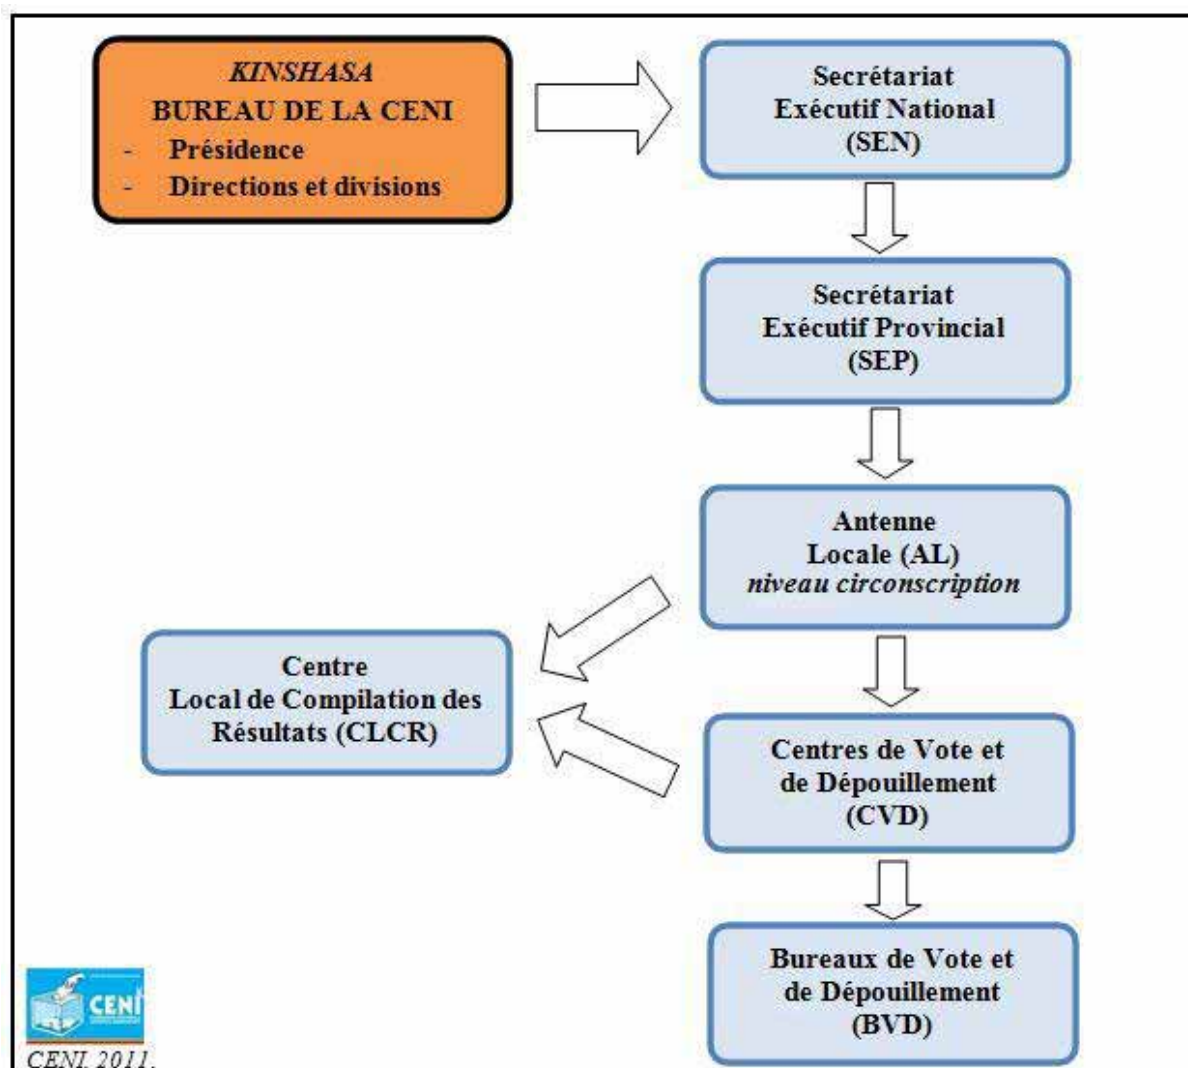 KINSHASA
BUREAU DE LA CENI
- Présidence
- Directions et divisions
Secrétariat
Exécutif National
(SEN)
Secrétariat
Exécutif Provincial
(SEP)
Antenne
Locale (AL)
niveau circonscription
Centre
Local de Compilation des
Résultats (CLCR)
Centres de Vote et
de Dépouillement
(CVD)
Bureaux de Vote et
de Dépouillement
(BVD)
CENI
CENI, 2011.